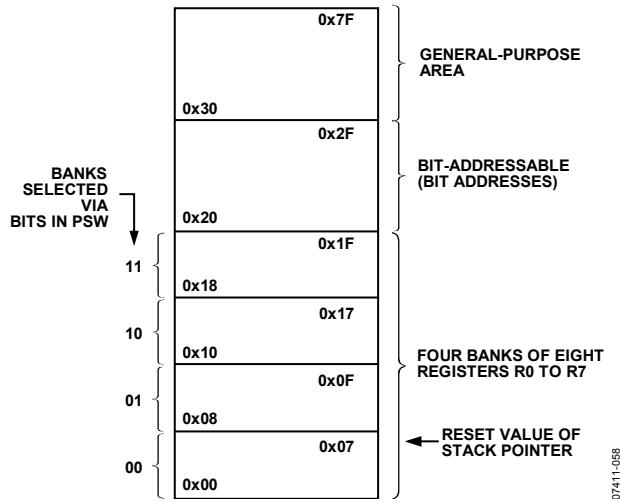 0x7F
GENERAL-PURPOSE
AREA
0x30
0x2F
BANKS
SELECTED
VIA
BITS IN PSW
BIT-ADDRESSABLE
(BIT ADDRESSES)
0x20
0x1F
11
0x18
0x17
10
0x10
FOUR BANKS OF EIGHT
REGISTERS R0 TO R7
0x0F
01
0x08
RESET VALUE OF
STACK POINTER
0x07
00
0x00
07411-058